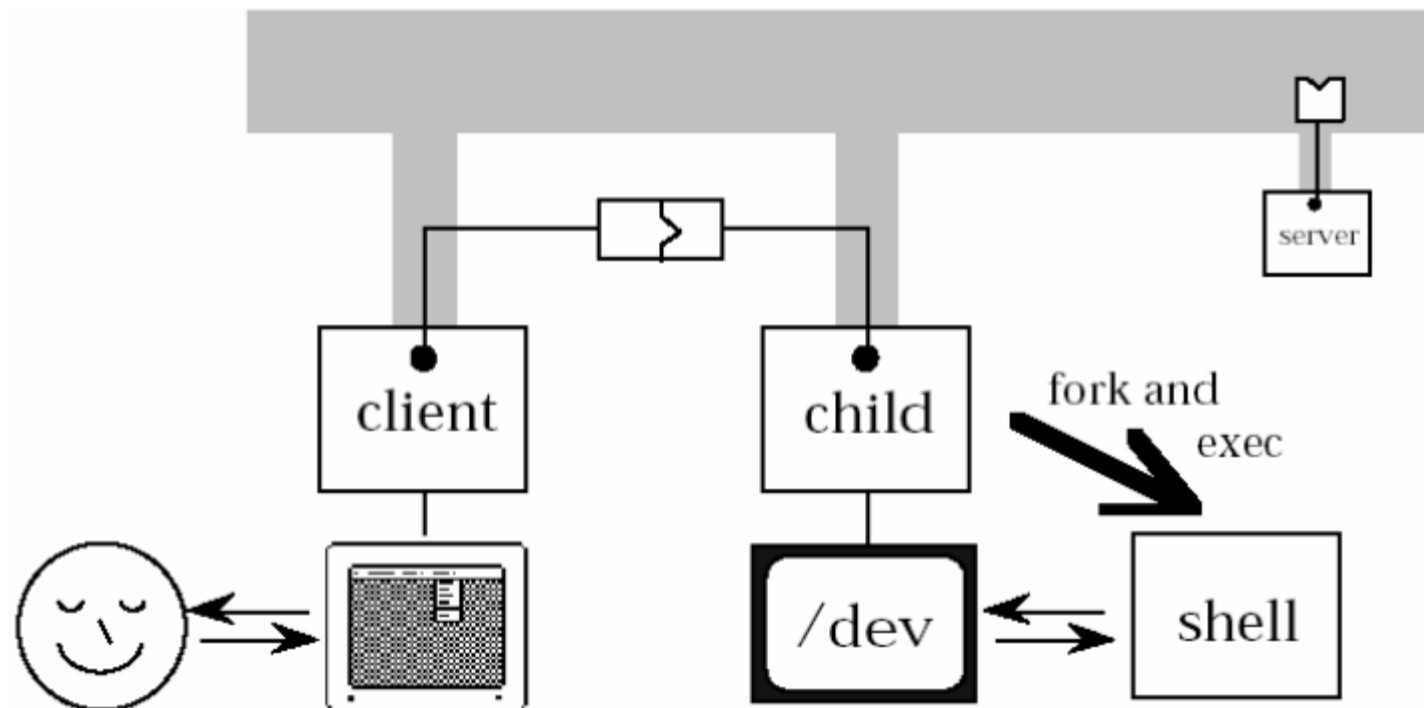 server
client
child
fork and
exec
/dev
shell